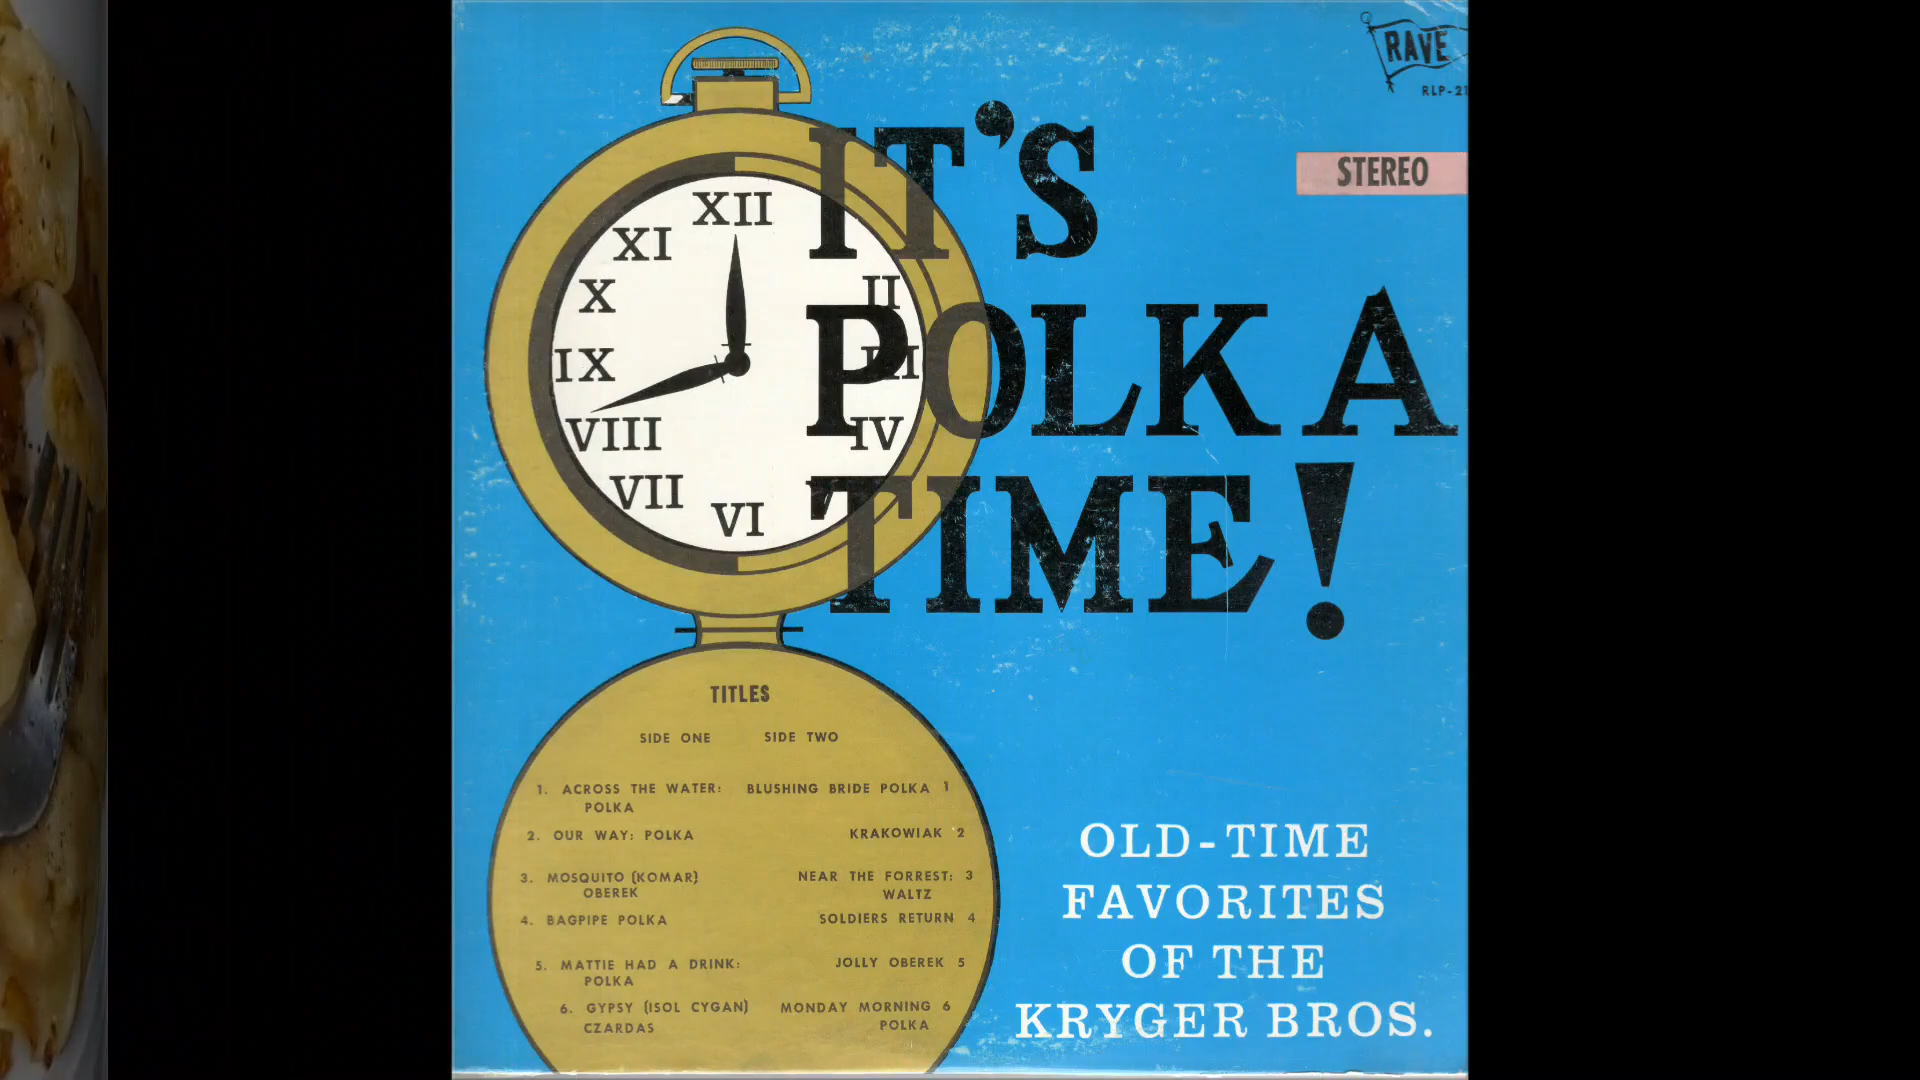 RAVE
RLP-21
IT'S
STEREO
POLKA
TIME!
XII
XI
X
IX
VIII
VII
VI
IV
II
TITLES
SIDE ONE SIDE TWO
1. ACROSS THE WATER:
POLKA
2. OUR WAY: POLKA
3. MOSQUITO (KOMAR)
OBEREK
4. BAGPIPE POLKA
5. MATTIE HAD A DRINK:
POLKA
6. GYPSY (ISOL CYGAN)
CZARDAS
BLUSHING BRIDE POLKA 1
KRAKOWIAK 2
NEAR THE FORREST: 3
WALTZ
SOLDIERS RETURN 4
JOLLY OBEREK 5
MONDAY MORNING 6
POLKA
OLD-TIME
FAVORITES
OF THE
KRYGER BROS.